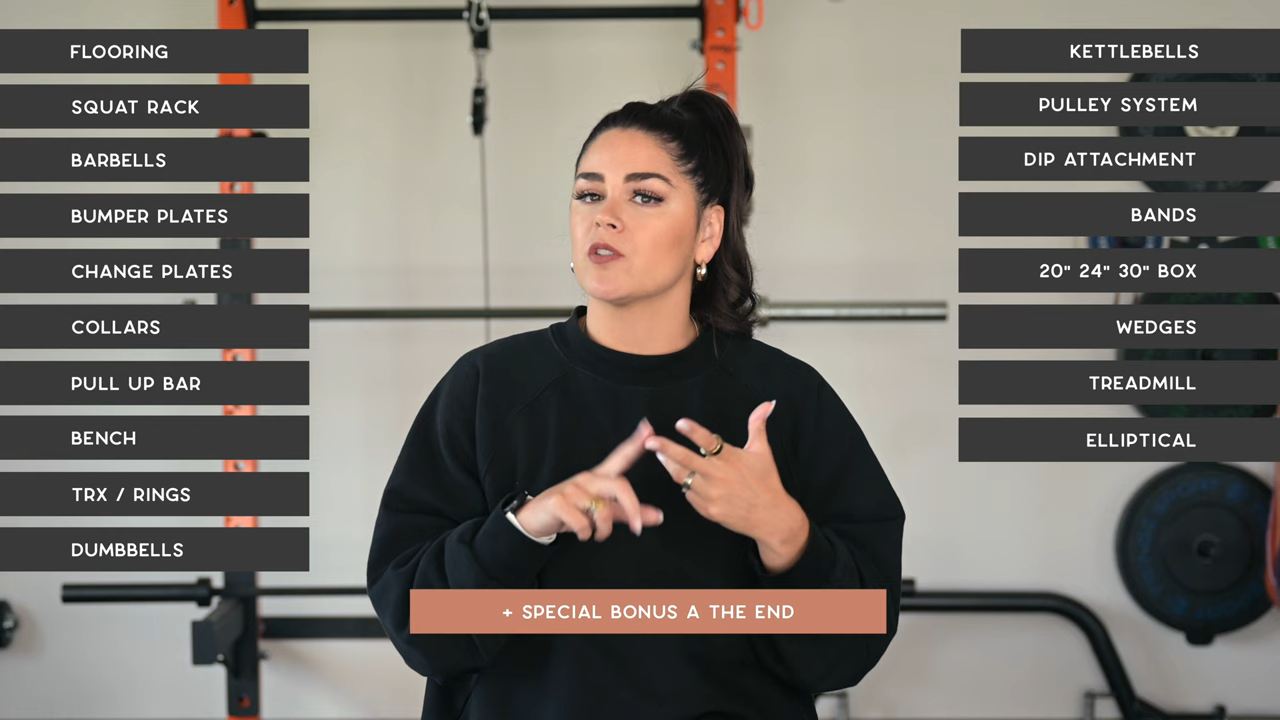 FLOORING
SQUAT RACK
BARBELLS
BUMPER PLATES
CHANGE PLATES
COLLARS
PULL UP BAR
BENCH
TRX / RINGS
DUMBBELLS
KETTLEBELLS
PULLEY SYSTEM
DIP ATTACHMENT
BANDS
20" 24" 30" BOX
WEDGES
TREADMILL
ELLIPTICAL
+ SPECIAL BONUS A THE END